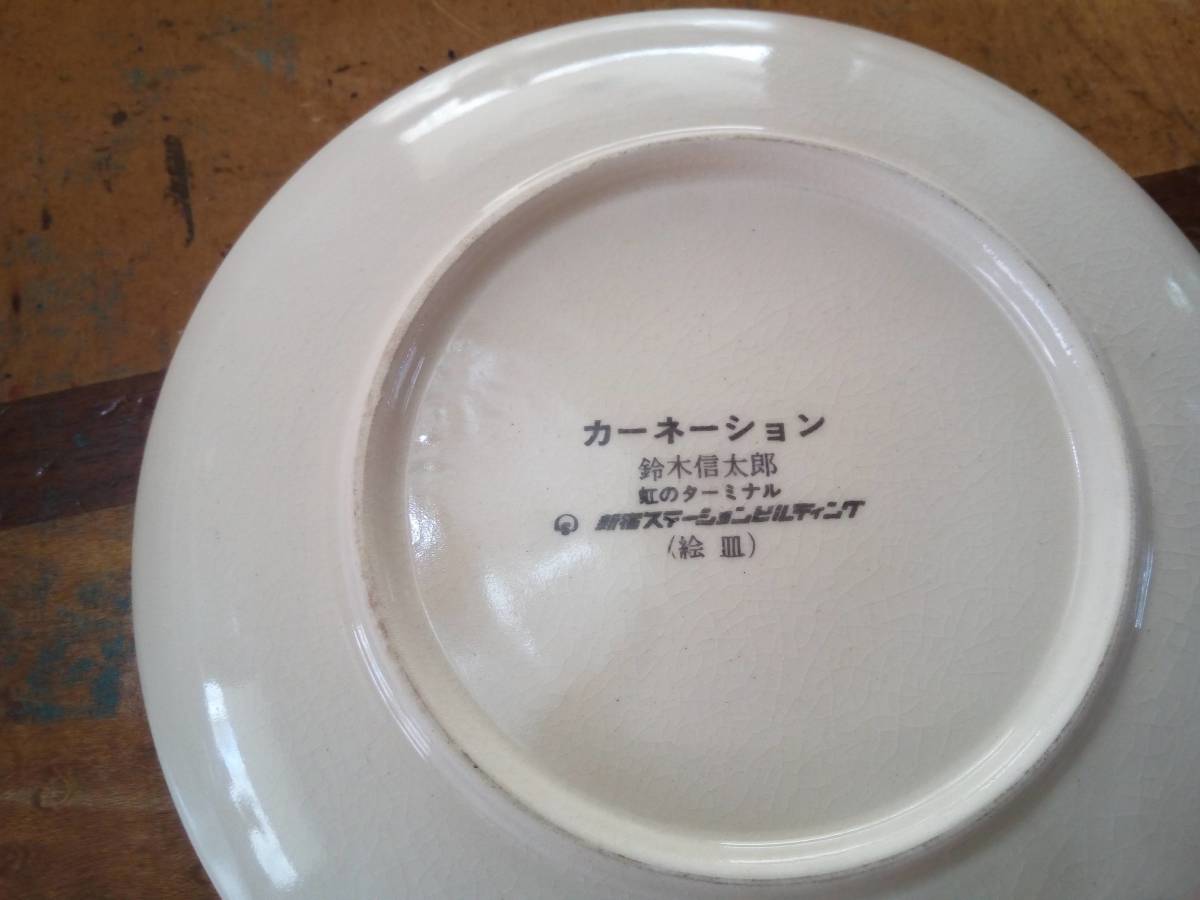 カーネーション
鈴木信太郎
虹のターミナル
新宿ステーションビルディング
(絵 皿)